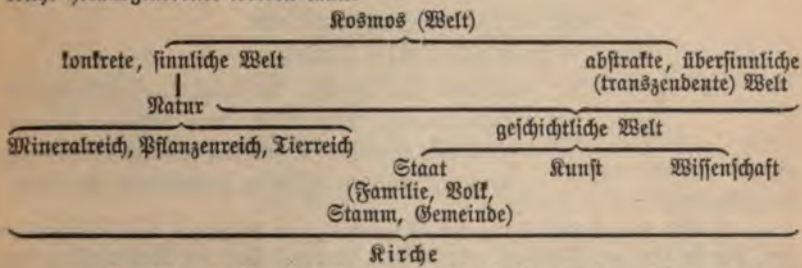 Kosmos (Welt)
konkrete, sinnliche Welt abstrakte, übersinnliche
(transzendente) Welt
Natur
geschichtliche Welt
Mineralreich, Pflanzenreich, Tierreich
Staat Kunst Wissenschaft
(Familie, Volk,
Stamm, Gemeinde)
Kirche